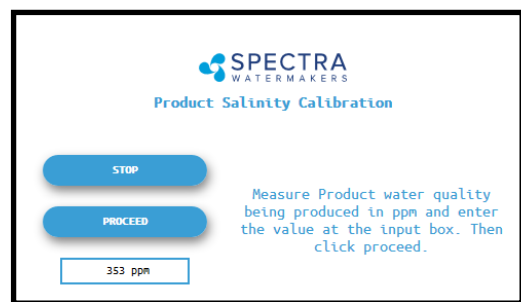 SPECTRA
WATERMAKERS
Product Salinity Calibration
STOP
PROCEED
353 ppm
Measure Product water quality
being produced in ppm and enter
the value at the input box. Then
click proceed.